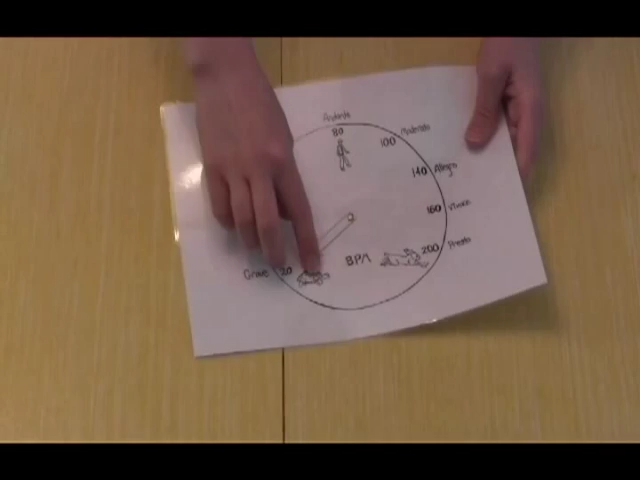 Andante
80
100
Moderato
140
Allegro
160
Vivace
200
Presto
BPM
Grave
20